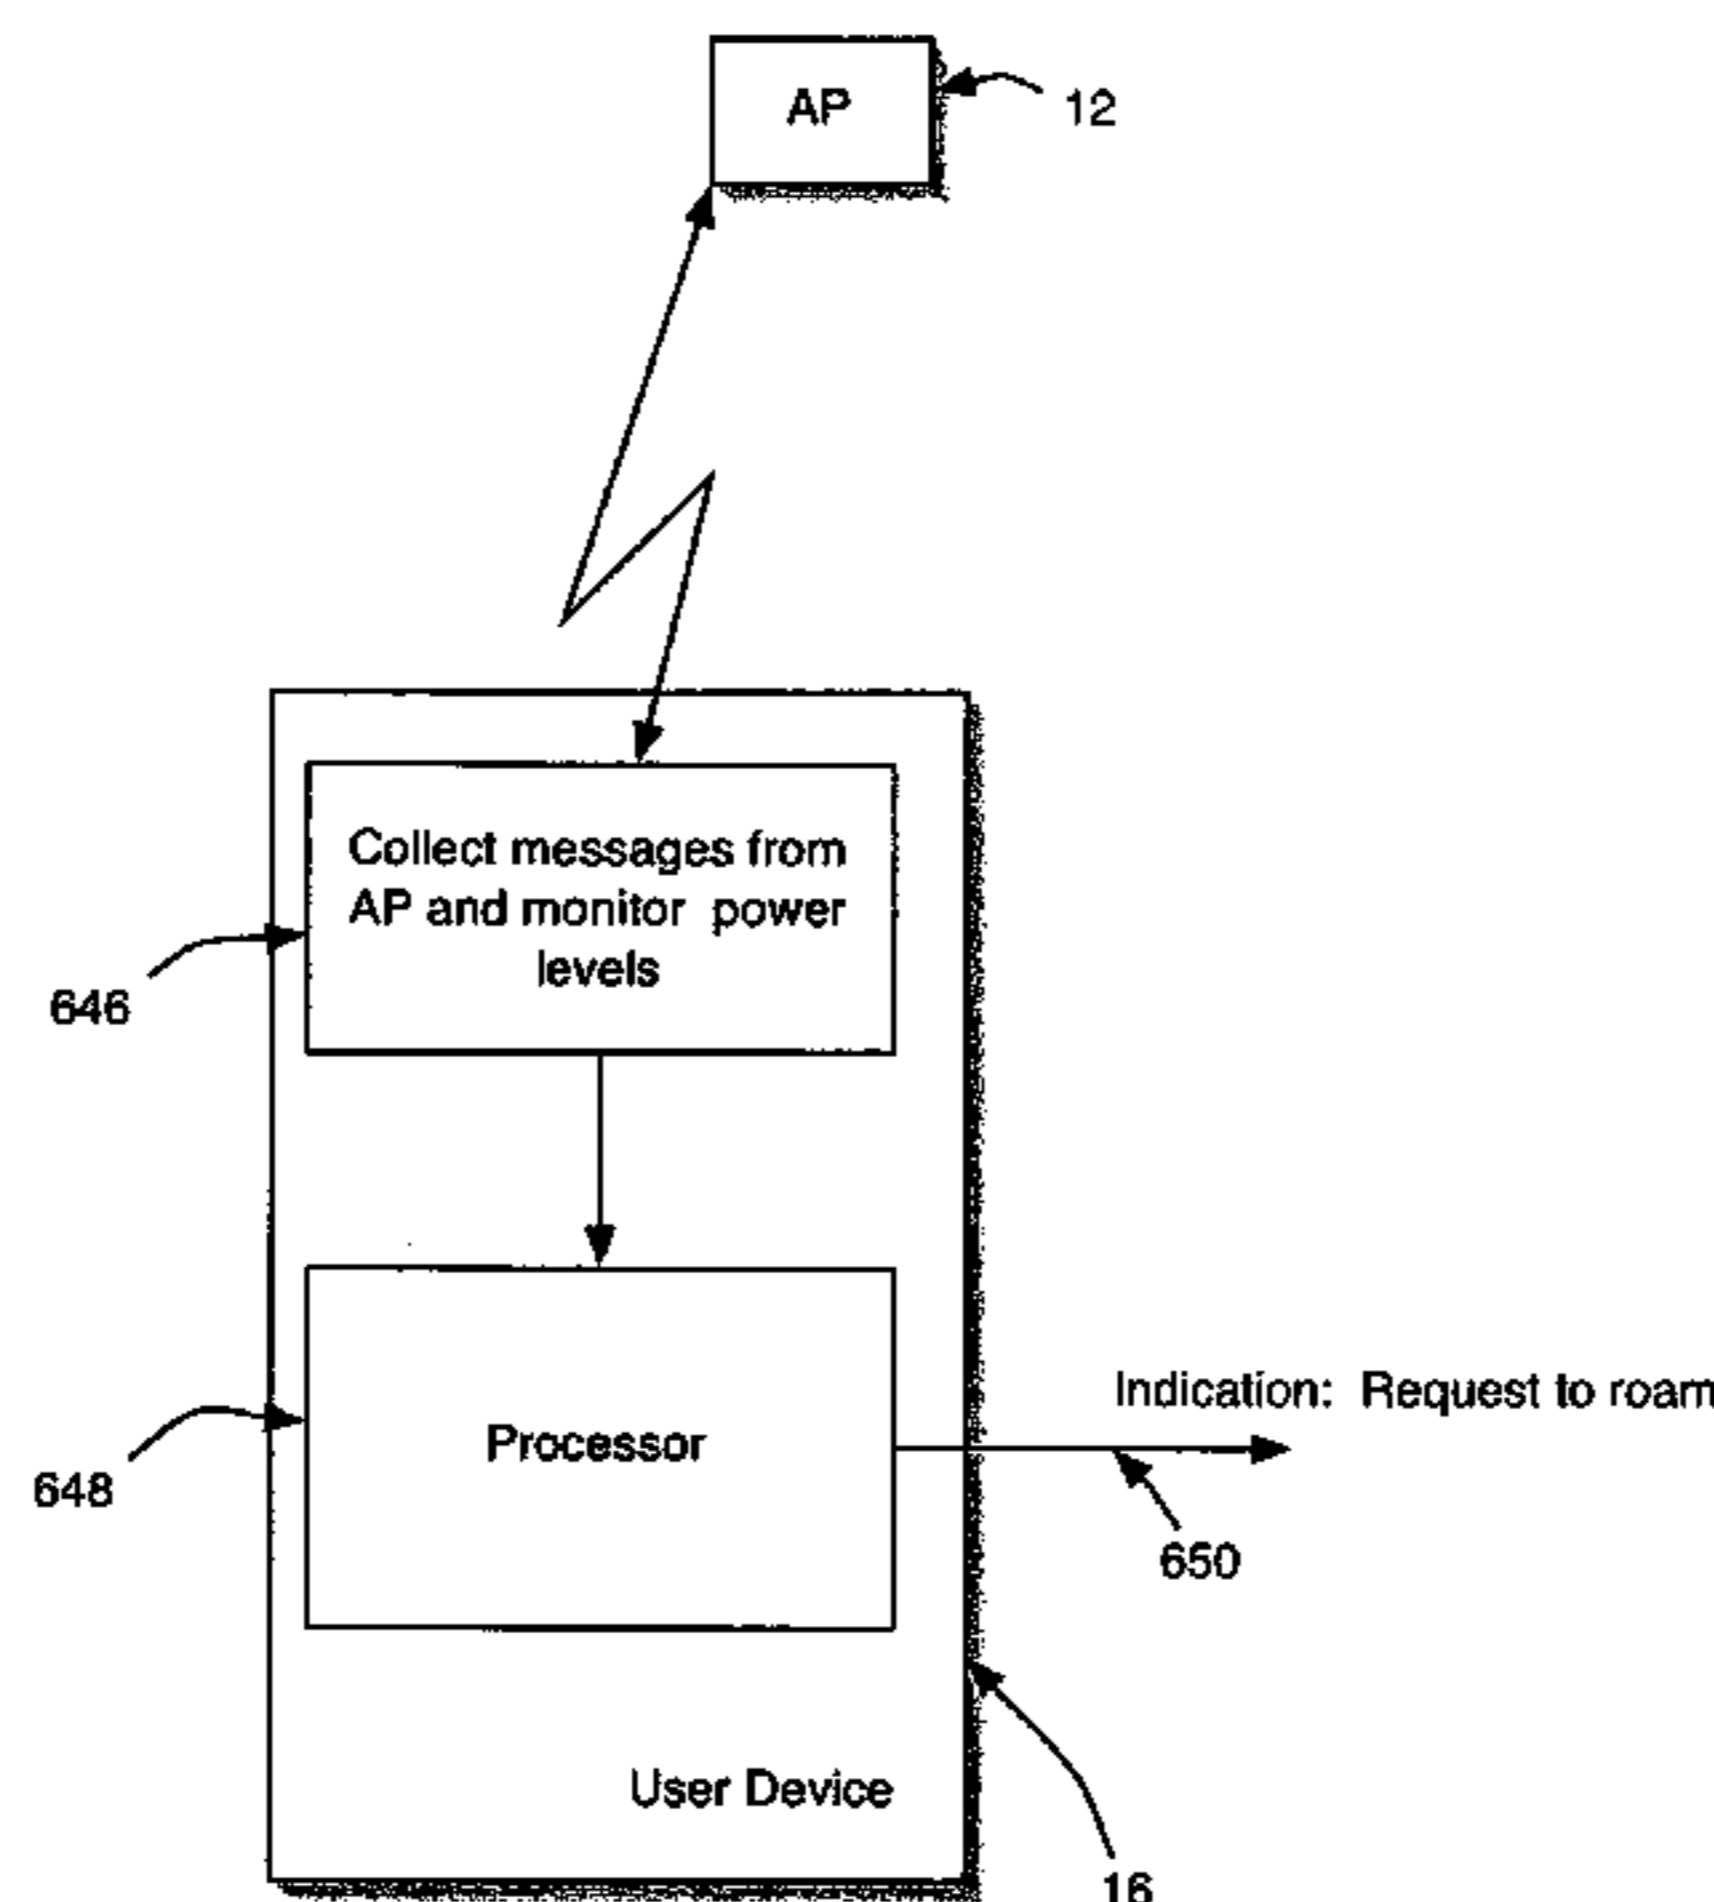 AP
12
Collect messages from
AP and monitor power
levels
646
Indication: Request to roam
Processor
648
650
User Device
16